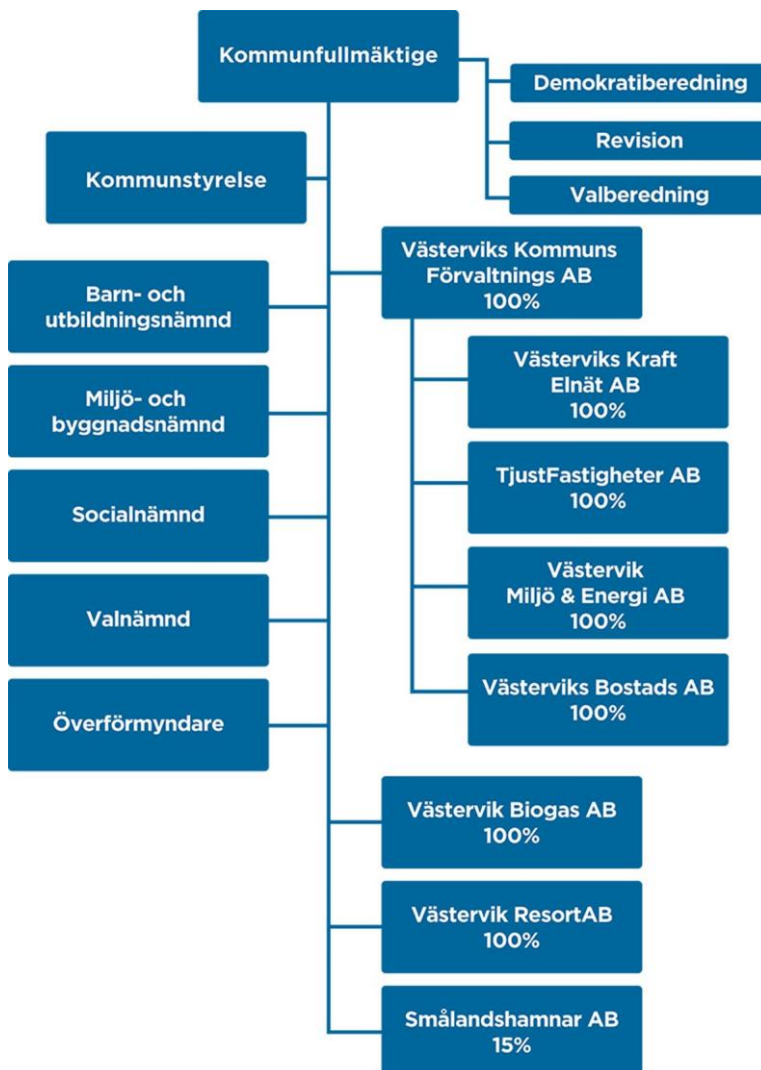 Kommunfullmäktige
Demokratiberedning
Revision
Valberedning
Kommunstyrelse
Västerviks Kommuns
Förvaltnings AB
100%
Barn- och
utbildningsnämnd
Miljö- och
byggnadsnämnd
Socialnämnd
Valnämnd
Överförmyndare
Västerviks Kraft
Elnät AB
100%
TjustFastigheter AB
100%
Västervik
Miljö & Energi AB
100%
Västerviks Bostads AB
100%
Västervik Biogas AB
100%
Västervik ResortAB
100%
Smålandshamnar AB
15%